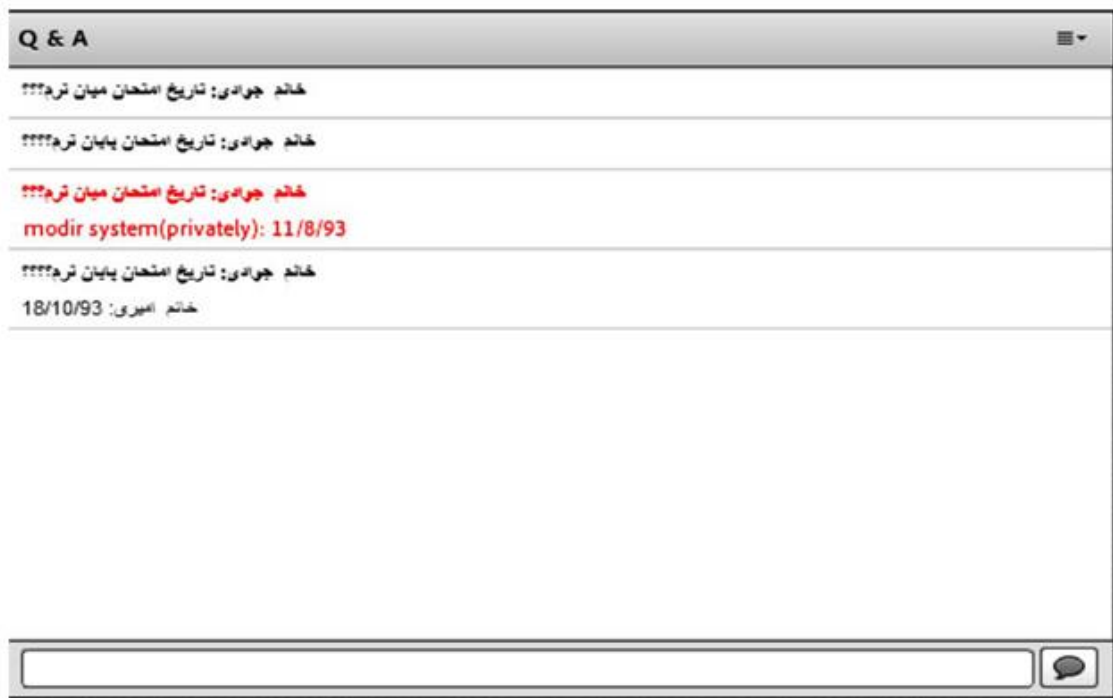 Q & A
خانم جوادی: تاریخ امتحان میان ترم؟؟؟
خانم جوادی: تاریخ امتحان پایان ترم؟؟؟؟
خانم جوادی: تاریخ امتحان میان ترم؟؟؟
modir system(privately): 11/8/93
خانم جوادی: تاریخ امتحان پایان ترم؟؟؟؟
خانم امیری: 18/10/93